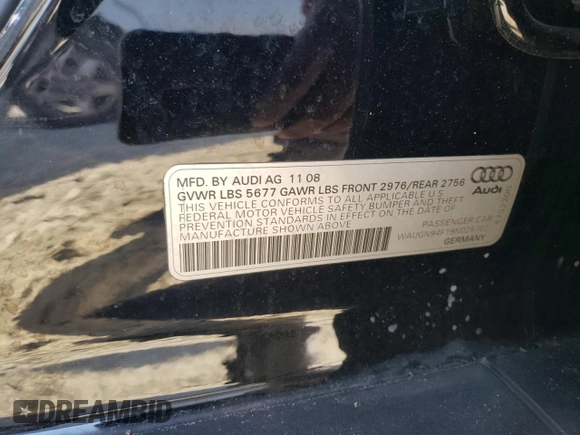 MFD. BY AUDI AG 11 08
GVWR LBS 5677 GAWR LBS FRONT 2976/REAR 2756
THIS VEHICLE CONFORMS TO ALL APPLICABLE U.S.
FEDERAL MOTOR VEHICLE SAFETY BUMPER AND THEFT
PREVENTION STANDARDS IN EFFECT ON THE DATE OF
MANUFACTURE SHOWN ABOVE
Audi
PASSENGER CAR
GERMANY
DREAMBID